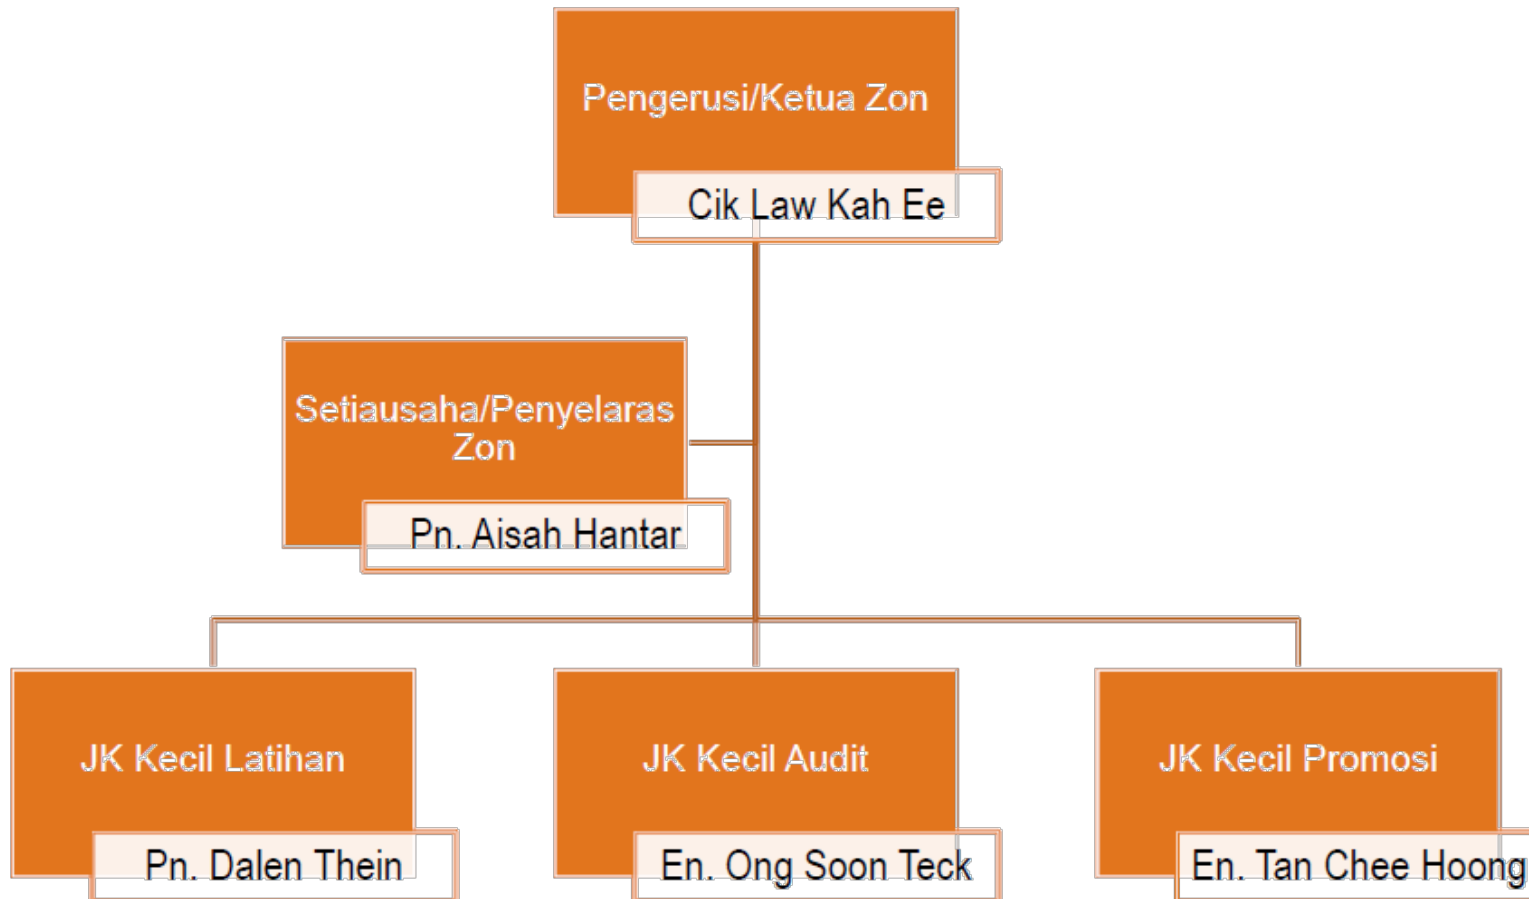 Pengerusi/Ketua Zon
Cik Law Kah Ee
Setiausaha/Penyelaras
Zon
Pn. Aisah Hantar
JK Kecil Latihan
Pn. Dalen Thein
JK Kecil Audit
En. Ong Soon Teck
JK Kecil Promosi
En. Tan Chee Hoong